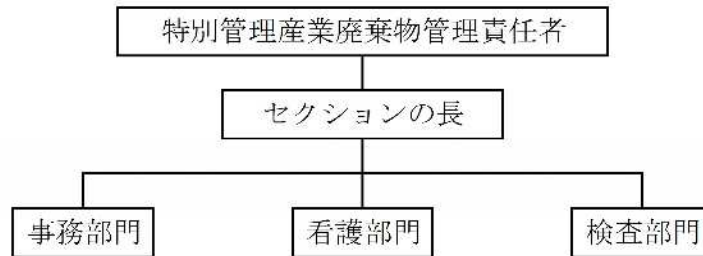 特別管理産業廃棄物管理責任者
セクションの長
事務部門
看護部門
検査部門